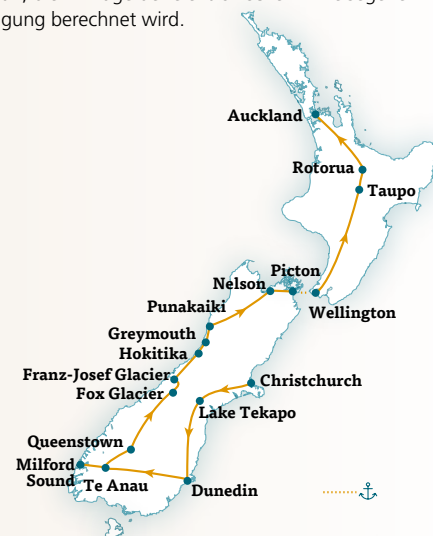 gung berechnet wird.
Auckland
Rotorua
Taupo
Picton
Nelson
Wellington
Punakaiki
Greymouth
Hokitika
Franz-Josef Glacier
Christchurch
Fox Glacier
Lake Tekapo
Queenstown
Milford
Sound
Te Anau
Dunedin